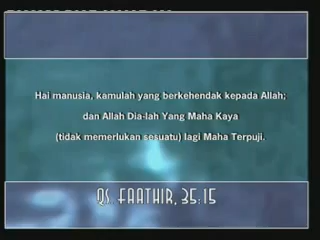 Hai manusia, kamulah yang berkehendak kepada Allah;
dan Allah Dia-lah Yang Maha Kaya
(tidak memerlukan sesuatu) lagi Maha Terpuji.
QS. FAATHIR, 35:15